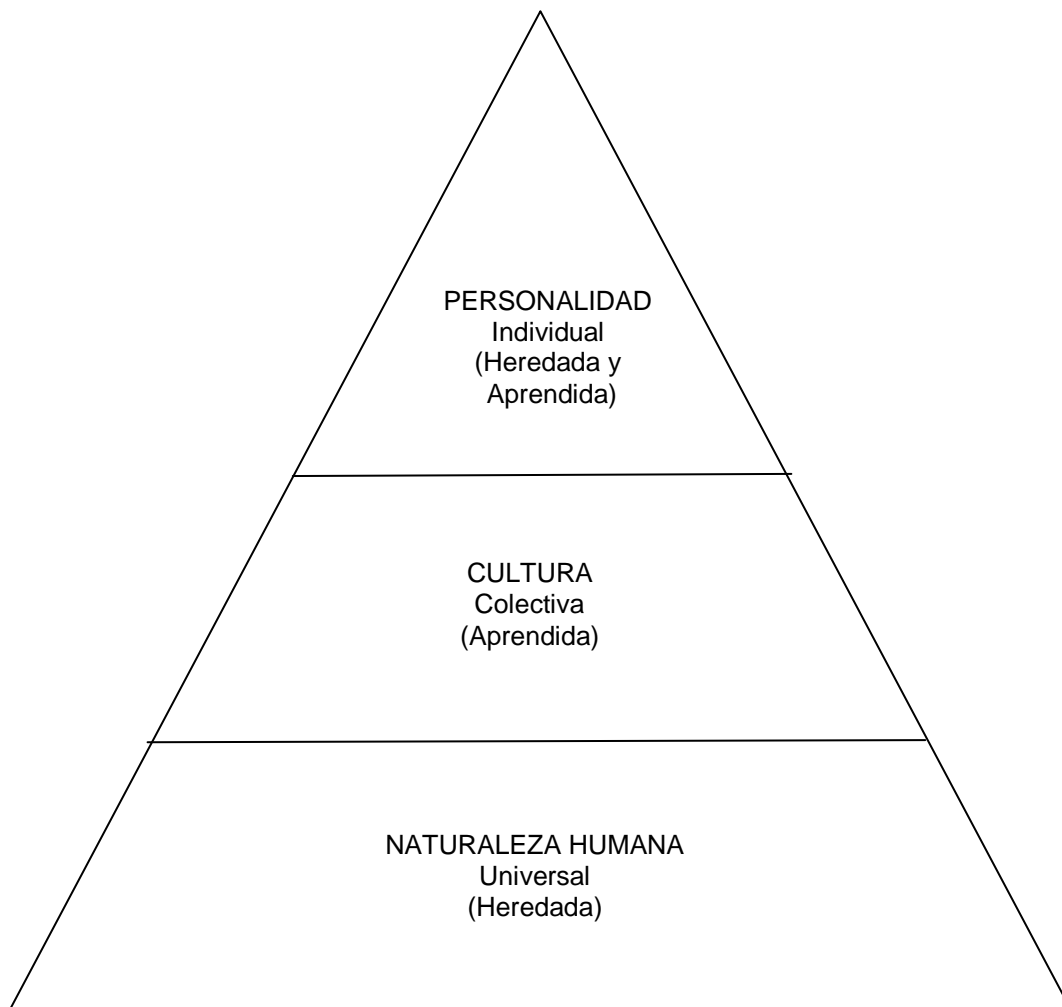 PERSONALIDAD
Individual
(Heredada y
Aprendida)
CULTURA
Colectiva
(Aprendida)
NATURALEZA HUMANA
Universal
(Heredada)